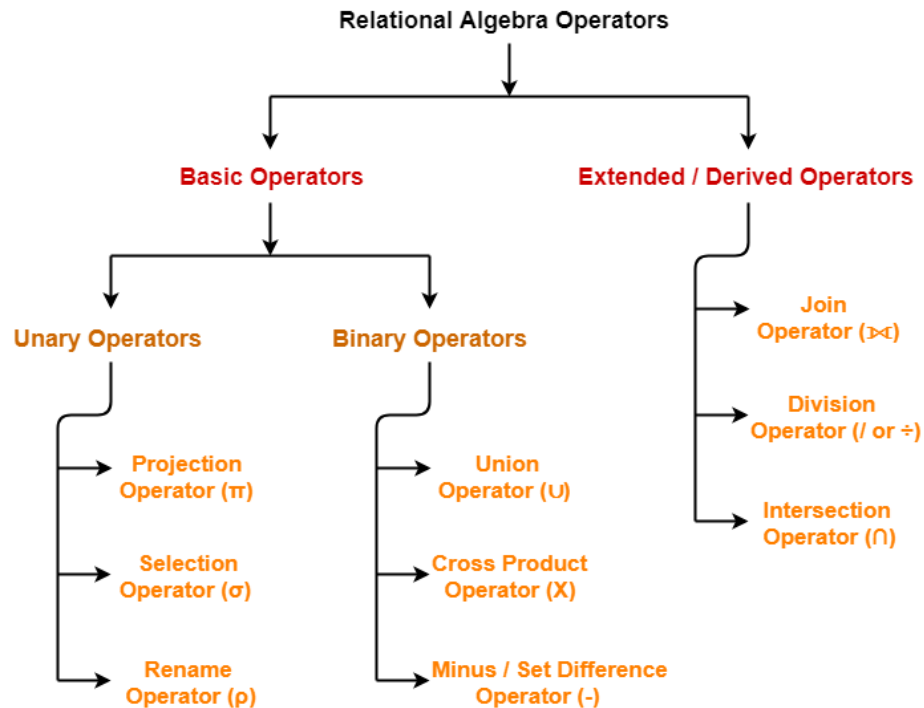 Relational Algebra Operators
Basic Operators
Extended / Derived Operators
Unary Operators
Binary Operators
Projection
Operator (π)
Selection
Operator (σ)
Rename
Operator (ρ)
Union
Operator (∪)
Cross Product
Operator (X)
Minus / Set Difference
Operator (-)
Join
Operator (⋈)
Division
Operator (/ or ÷)
Intersection
Operator (∩)